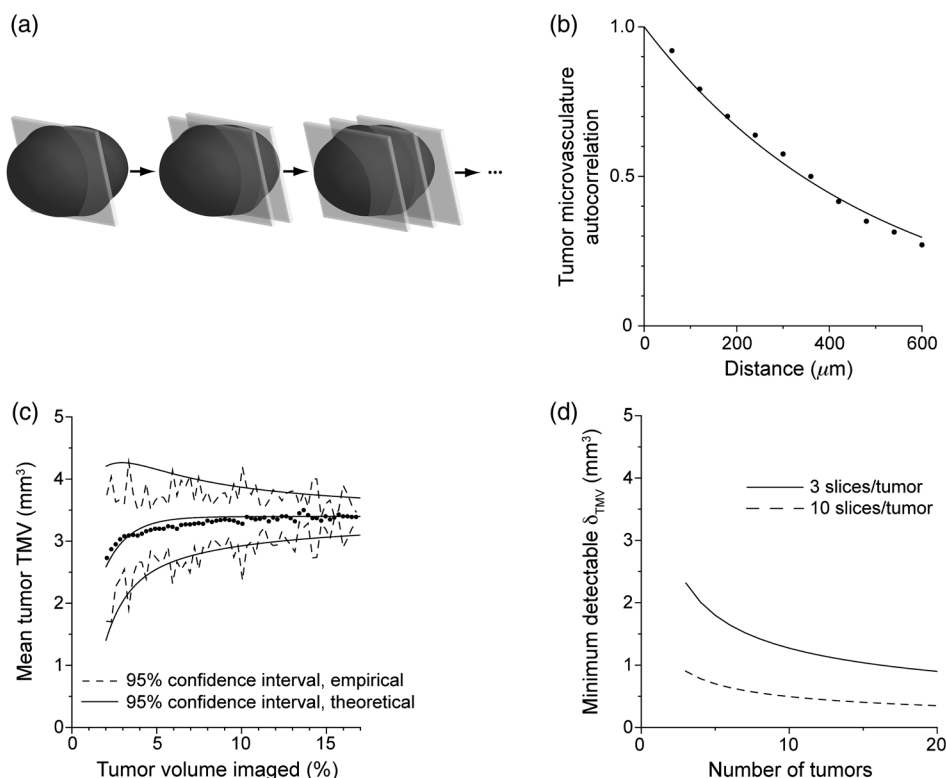 (a)
...
(b)
Tumor microvasculature
autocorrelation
1.0
0.5
0
0
200
400
600
Distance (μm)
(c)
Mean tumor TMV (mm³)
5
4
3
2
1
0
95% confidence interval, empirical
95% confidence interval, theoretical
0
5
10
15
Tumor volume imaged (%)
(d)
Minimum detectable δTMV (mm³)
5
4
3
2
1
0
3 slices/tumor
10 slices/tumor
0
10
20
Number of tumors